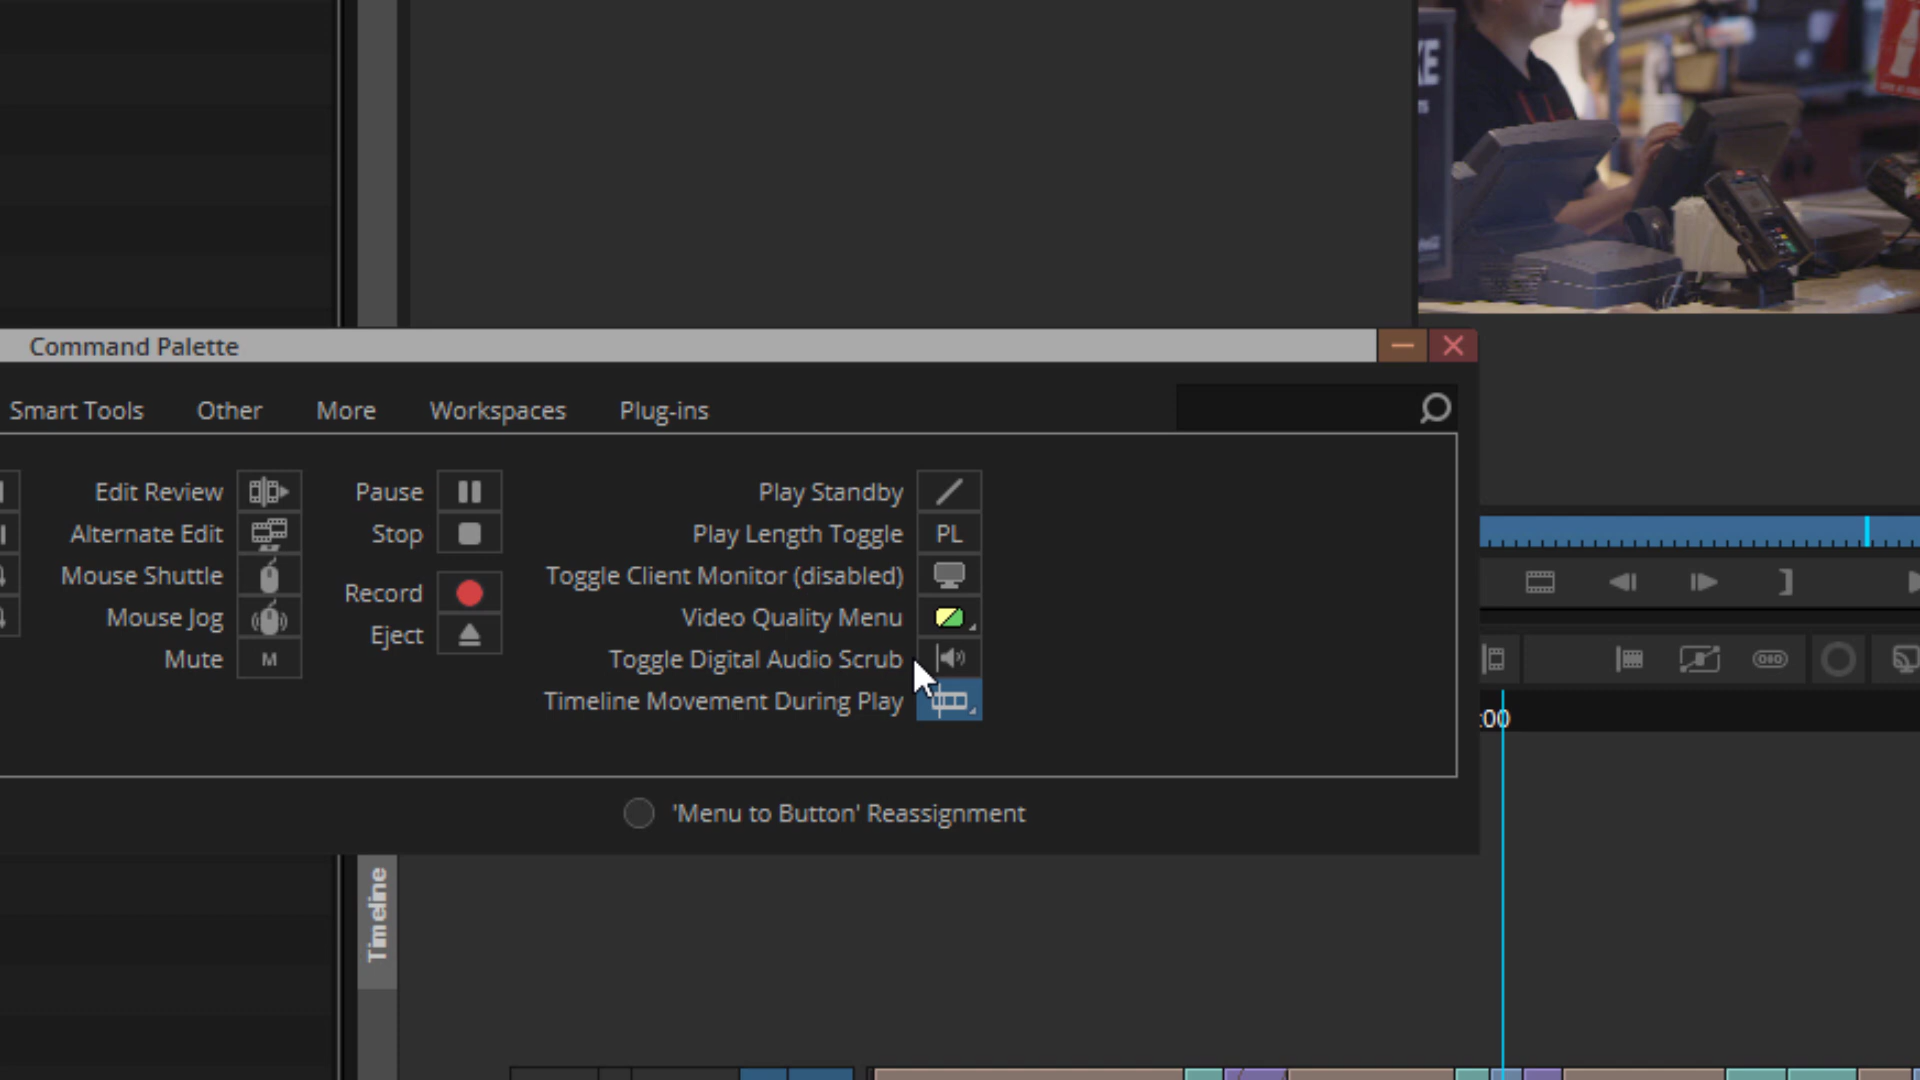 Command Palette
Smart Tools Other More Workspaces Plug-ins
Edit Review Pause Play Standby
Alternate Edit Stop Play Length Toggle PL
Mouse Shuttle Toggle Client Monitor (disabled)
Record
Mouse Jog Video Quality Menu
Eject
Mute M Toggle Digital Audio Scrub
Timeline Movement During Play
:00
'Menu to Button' Reassignment
Timeline